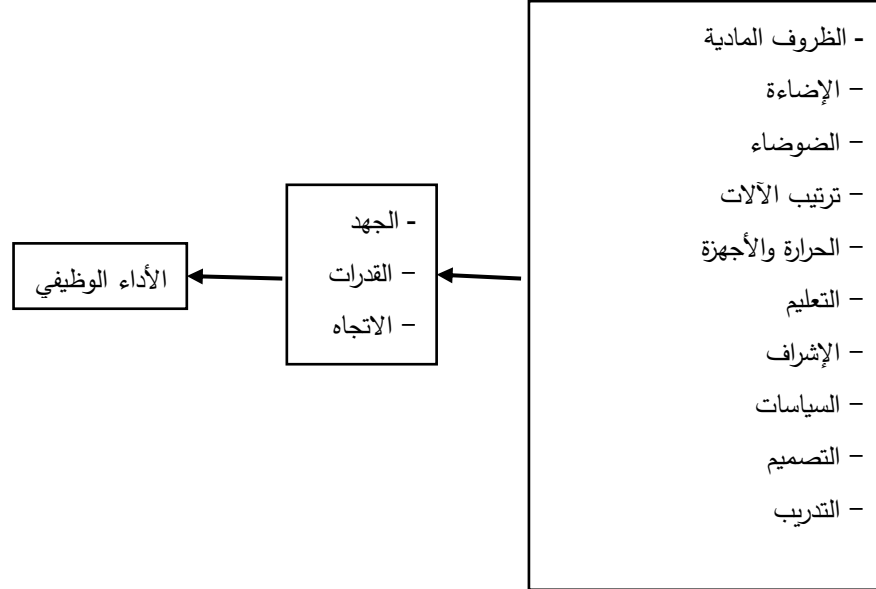 - الظروف المادية
– الإضاءة
– الضوضاء
– ترتيب الآلات
– الحرارة والأجهزة
– التعليم
– الإشراف
– السياسات
– التصميم
– التدريب
- الجهد
– القدرات
– الاتجاه
الأداء الوظيفي